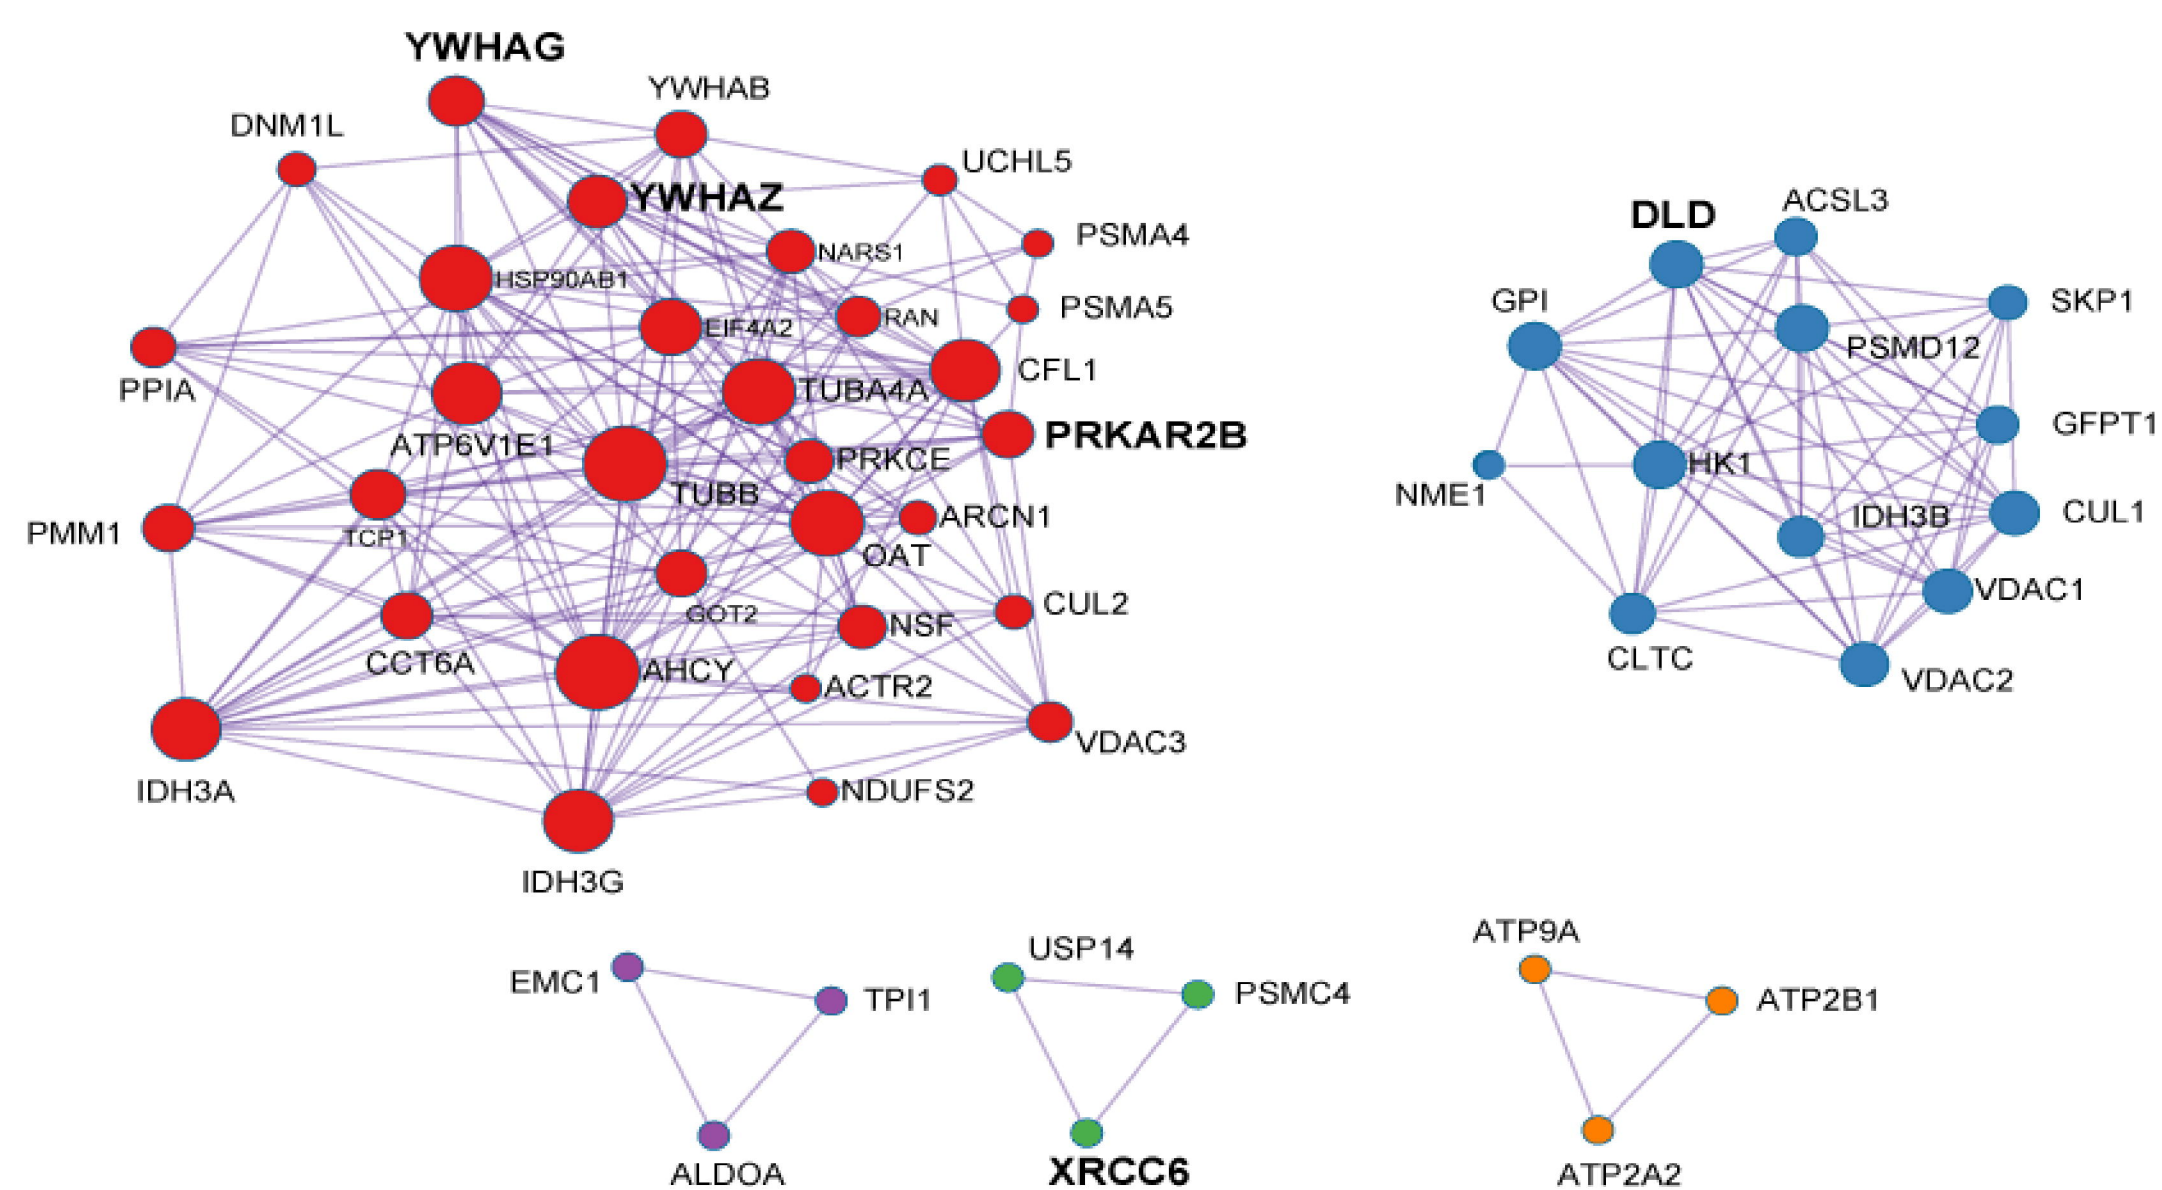 YWHAG
YWHAB
DNM1L
UCHL5
YWHAZ
PSMA4
NARS1
HSP90AB1
PSMA5
RAN
EIF4A2
CFL1
PPIA
TUBA4A
PRKAR2B
ATP6V1E1
PRKCE
TUBB
ARCN1
PMM1
TCP1
OAT
CUL2
GOT2
NSF
CCT6A
AHCY
ACTR2
VDAC3
IDH3A
NDUFS2
IDH3G
ACSL3
DLD
GPI
SKP1
PSMD12
GFPT1
HK1
NME1
IDH3B
CUL1
VDAC1
CLTC
VDAC2
EMC1
TPI1
ALDOA
USP14
PSMC4
XRCC6
ATP9A
ATP2B1
ATP2A2